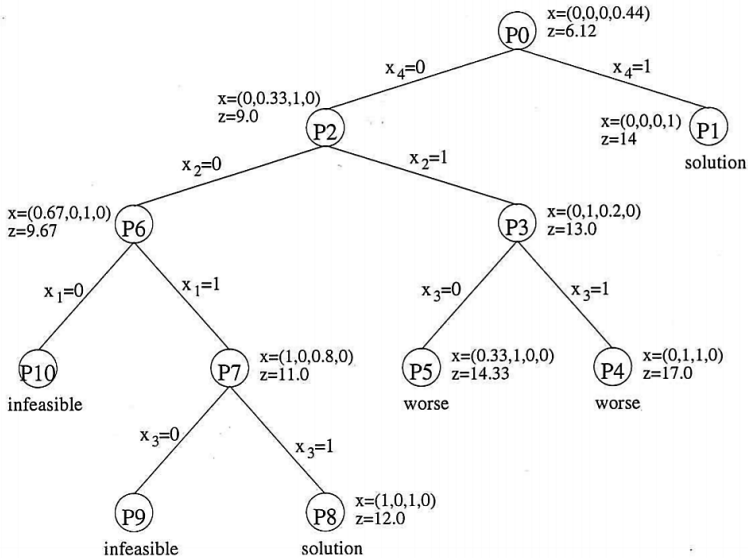 x=(0,0,0,0.44)
P0
z=6.12
x4=0
x4=1
x=(0,0.33,1,0)
z=9.0
P2
x=(0,0,0,1)
z=14
P1
solution
x2=0
x2=1
x=(0.67,0,1,0)
z=9.67
P6
P3
x=(0,1,0.2,0)
z=13.0
x1=0
x1=1
x3=0
x3=1
P10
infeasible
P7
x=(1,0,0.8,0)
z=11.0
P5
x=(0.33,1,0,0)
z=14.33
worse
P4
x=(0,1,1,0)
z=17.0
worse
x3=0
x3=1
P9
infeasible
P8
x=(1,0,1,0)
z=12.0
solution